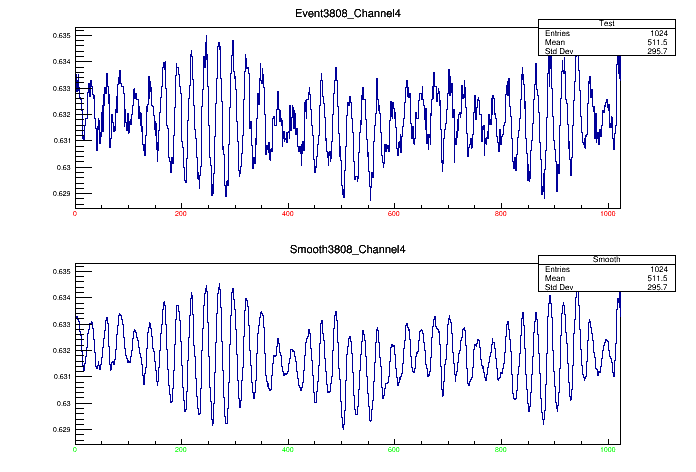 Event3808_Channel4
Test
Entries 1024
Mean 511.5
Std Dev 295.7
0.635
0.634
0.633
0.632
0.631
0.63
0.629
0 200 400 600 800 1000
Smooth3808_Channel4
Smooth
Entries 1024
Mean 511.5
Std Dev 295.7
0.635
0.634
0.633
0.632
0.631
0.63
0.629
0 200 400 600 800 1000